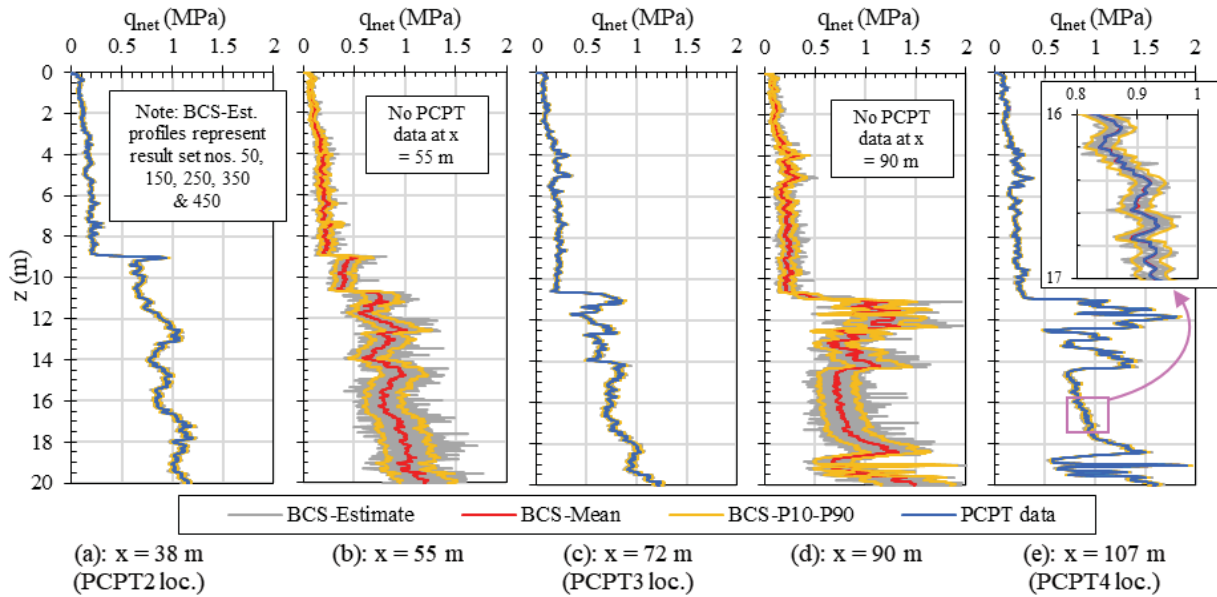 qnet (MPa) qnet (MPa) qnet (MPa) qnet (MPa) qnet (MPa)
0 0.5 1 1.5 2 0 0.5 1 1.5 2 0 0.5 1 1.5 2 0 0.5 1 1.5 2 0 0.5 1 1.5 2
z (m)
0
2
4
6
8
10
12
14
16
18
20
Note: BCS-Est.
profiles represent
result set nos. 50,
150, 250, 350
& 450
No PCPT
data at x
= 55 m
No PCPT
data at x
= 90 m
0.8 0.9 1
16
17
BCS-Estimate BCS-Mean BCS-P10-P90 PCPT data
(a): x = 38 m
(PCPT2 loc.)
(b): x = 55 m
(c): x = 72 m
(PCPT3 loc.)
(d): x = 90 m
(e): x = 107 m
(PCPT4 loc.)